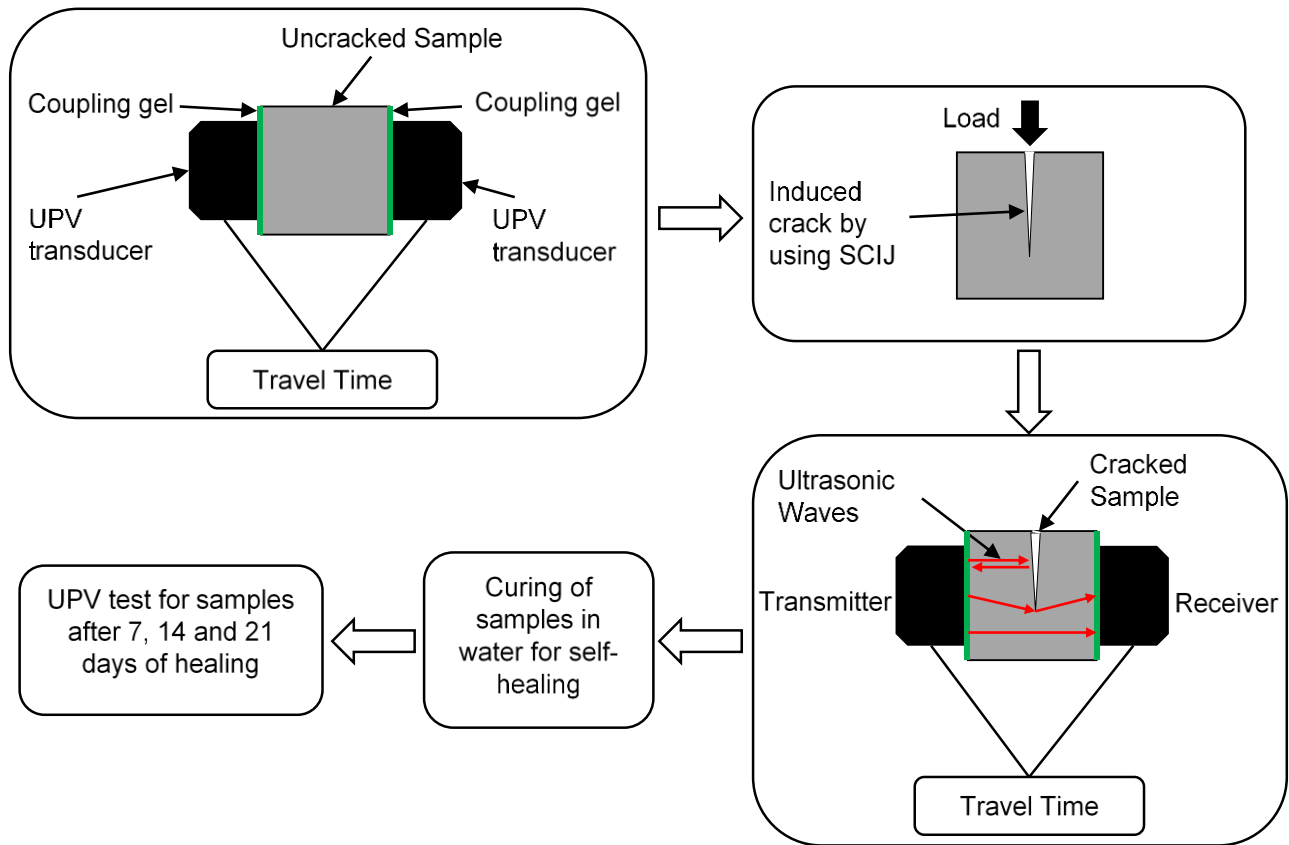 Uncracked Sample
Coupling gel
Coupling gel
UPV
transducer
UPV
transducer
Travel Time
Load
Induced
crack by
using SCIJ
Ultrasonic
Waves
Cracked
Sample
Transmitter
Receiver
Travel Time
Curing of
samples in
water for self-
healing
UPV test for samples
after 7, 14 and 21
days of healing